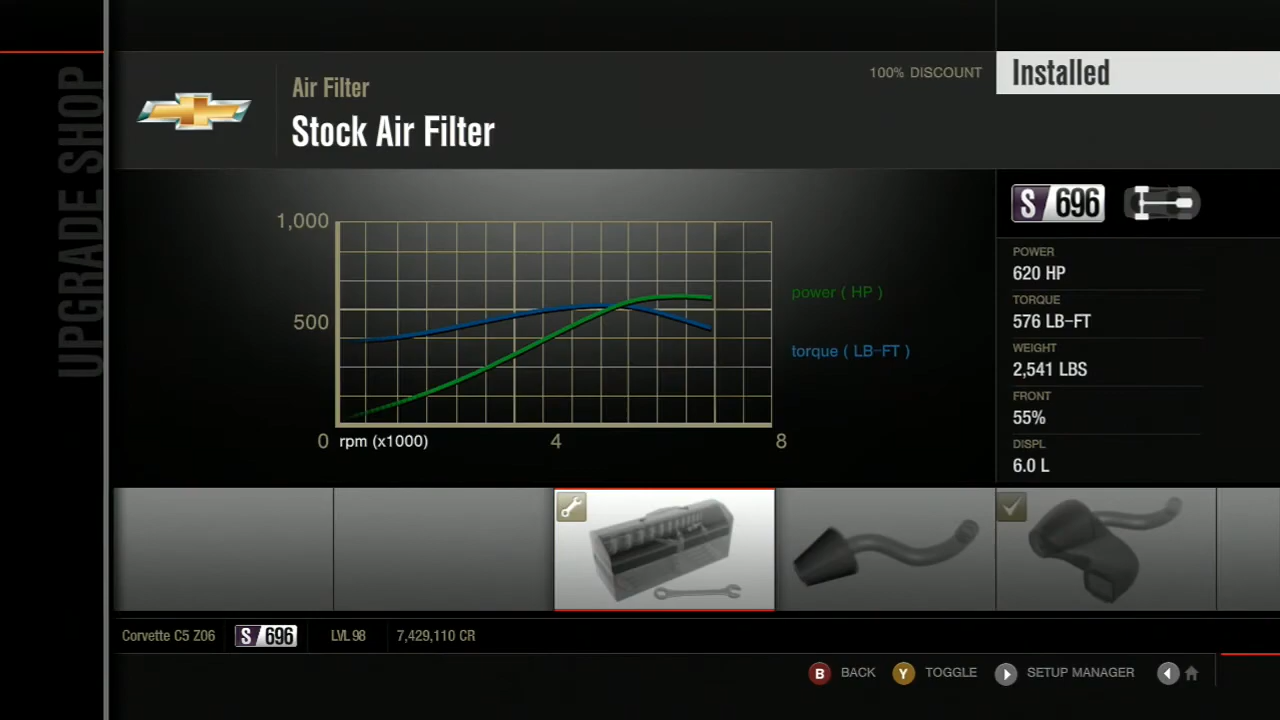 UPGRADE SHOP
Air Filter
Stock Air Filter
100% DISCOUNT
Installed
S 696
POWER
620 HP
TORQUE
576 LB-FT
WEIGHT
2,541 LBS
FRONT
55%
DISPL
6.0 L
1,000
500
0
rpm (x1000)
4
8
power ( HP )
torque ( LB-FT )
Corvette C5 Z06
S 696
LVL 98
7,429,110 CR
B BACK
Y TOGGLE
SETUP MANAGER